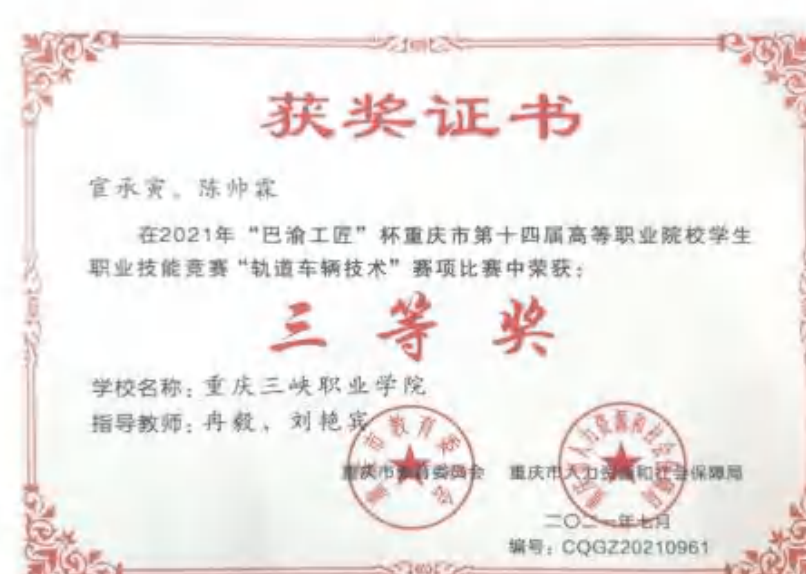 获奖证书
宦承寅、陈帅霖
在2021年“巴渝工匠”杯重庆市第十四届高等职业院校学生
职业技能竞赛“轨道车辆技术”赛项比赛中荣获：
三等奖
学校名称：重庆三峡职业学院
指导教师：冉毅、刘艳宾
重庆市教育委员会 重庆市人力资源和社会保障局
二〇二一年七月
编号：CQGZ20210961